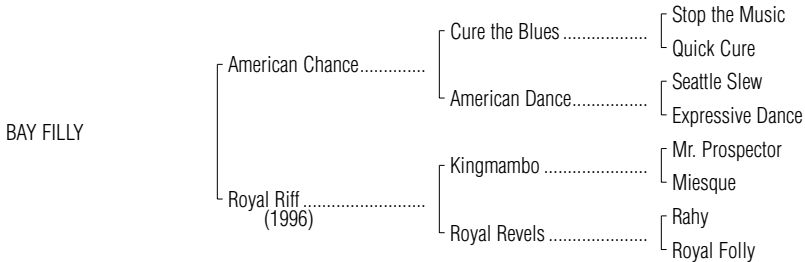 Stop the Music
Cure the Blues ..................
Quick Cure
American Chance..............
Seattle Slew
American Dance................
Expressive Dance
BAY FILLY
Mr. Prospector
Kingmambo ......................
Miesque
Royal Riff..........................
(1996)
Rahy
Royal Revels .....................
Royal Folly